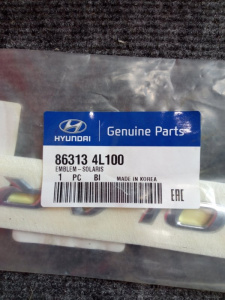 HYUNDAI
Genuine Parts
86313 4L100
EMBLEM-SOLARIS
1 PC BI MADE IN KOREA
EAC